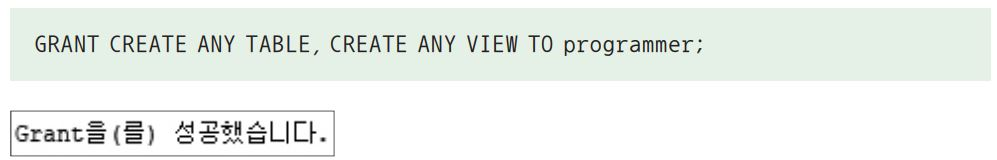 GRANT CREATE ANY TABLE, CREATE ANY VIEW TO programmer;
Grant을(를) 성공했습니다.